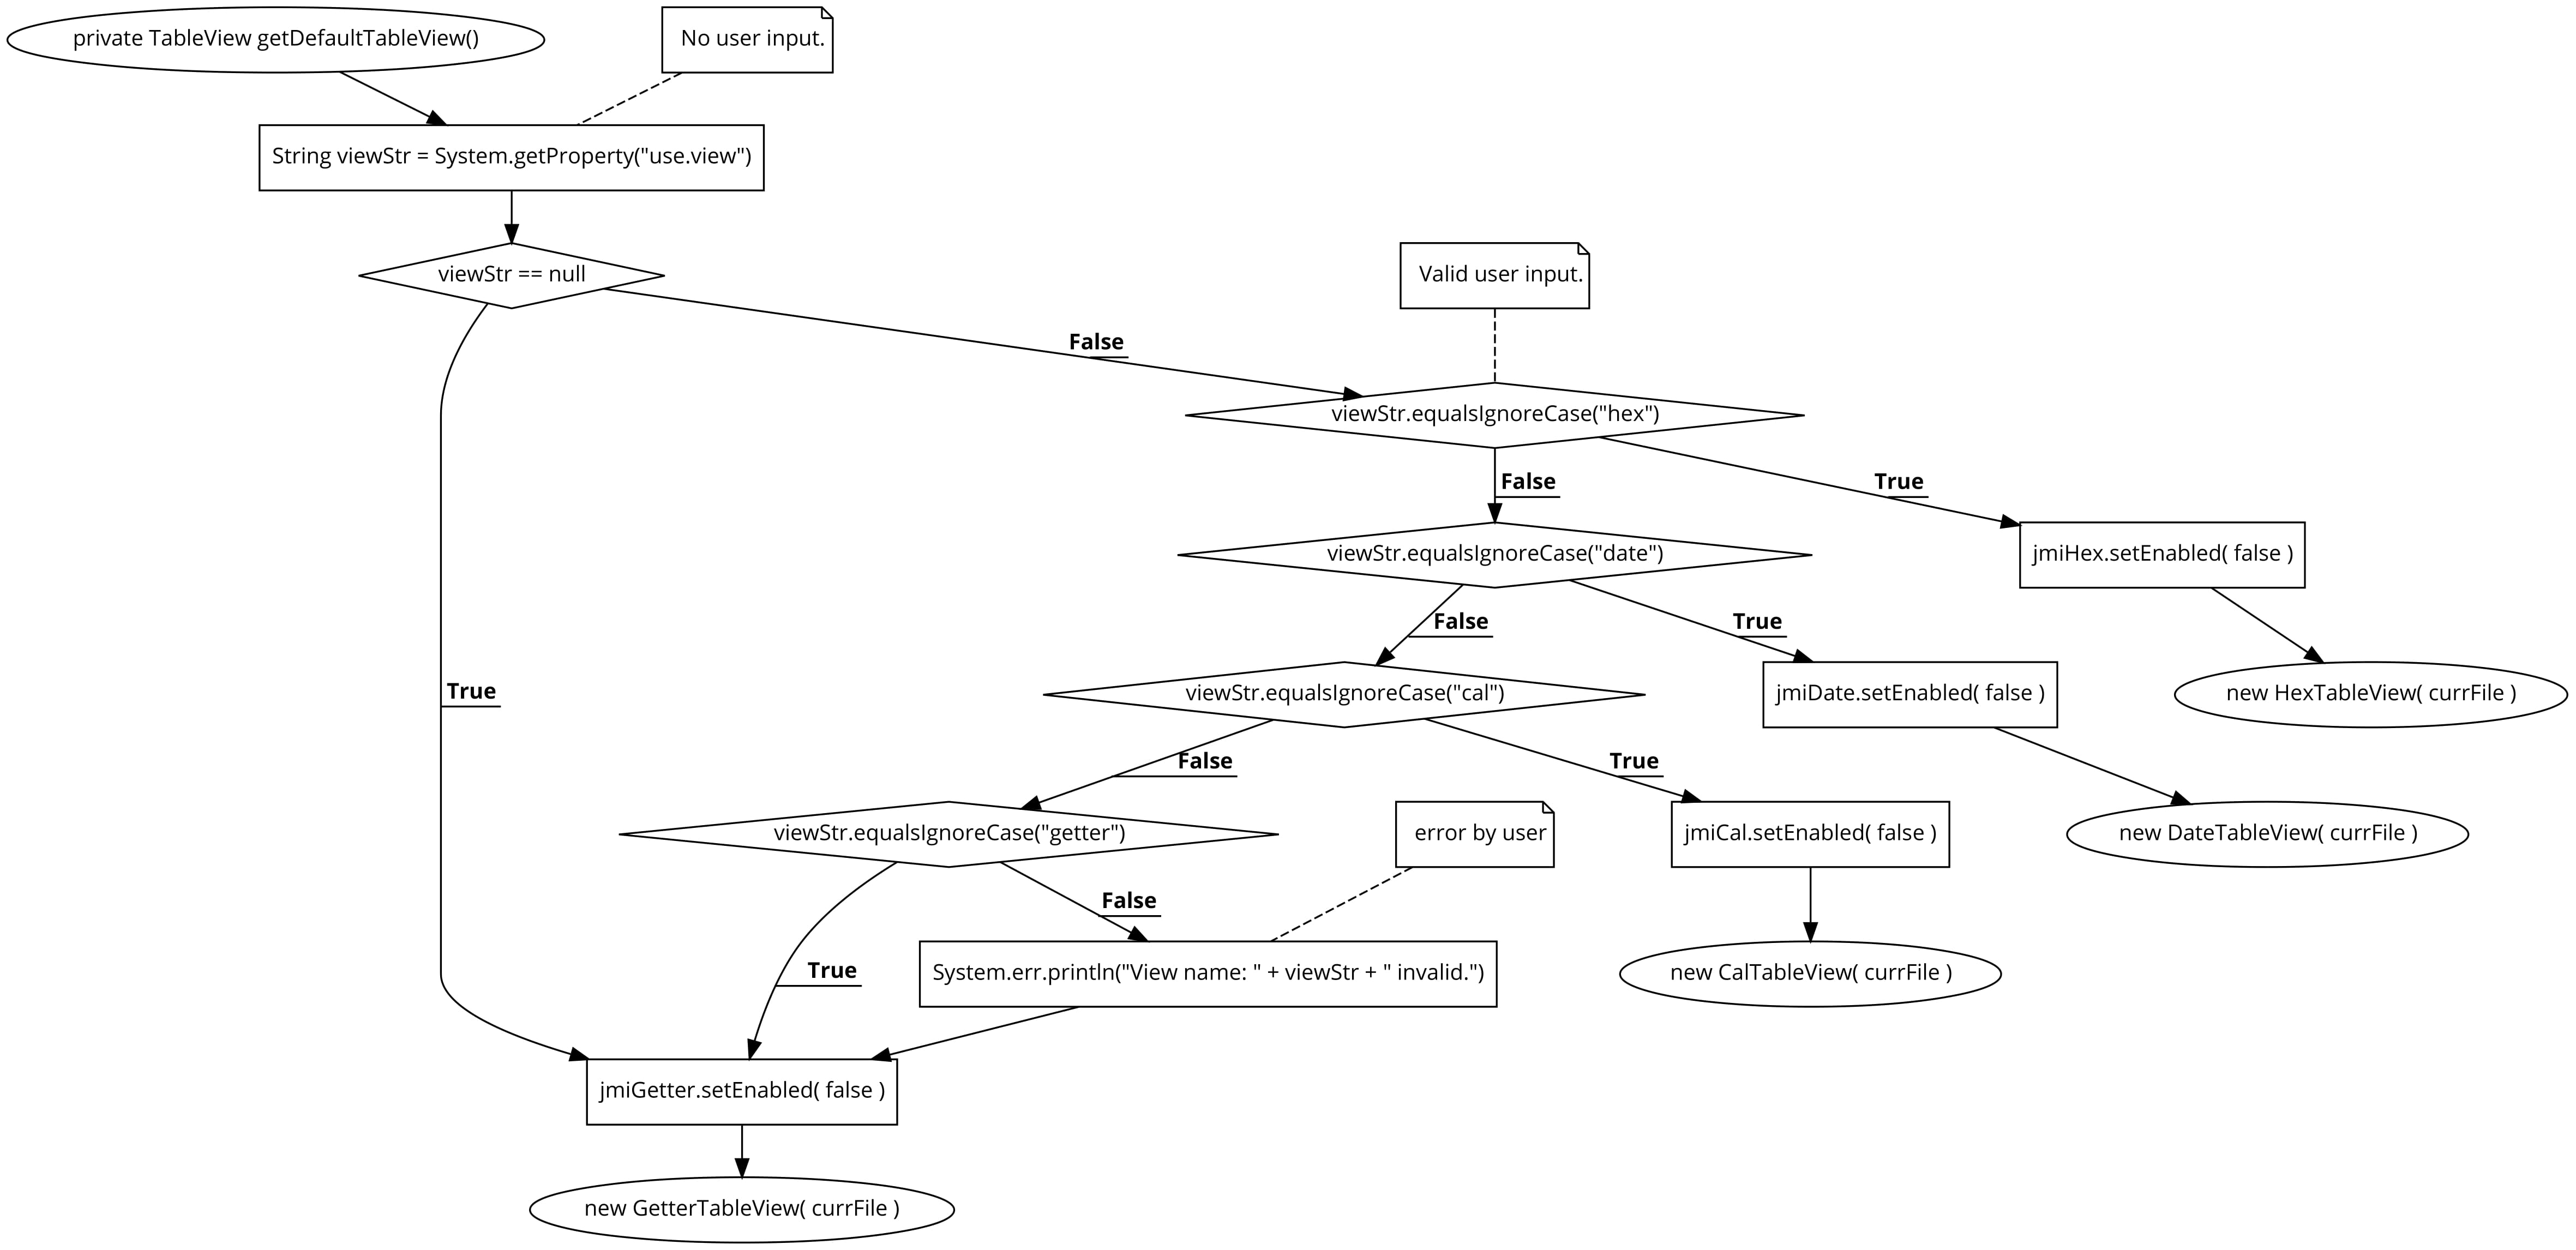 private TableView getDefaultTableView()
No user input.
String viewStr = System.getProperty("use.view")
viewStr == null
Valid user input.
False
viewStr.equalsIgnoreCase("hex")
False
True
viewStr.equalsIgnoreCase("date")
jmiHex.setEnabled( false )
False
True
True
viewStr.equalsIgnoreCase("cal")
jmiDate.setEnabled( false )
new HexTableView( currFile )
False
True
viewStr.equalsIgnoreCase("getter")
error by user
jmiCal.setEnabled( false )
new DateTableView( currFile )
False
True
System.err.println("View name: " + viewStr + " invalid.")
new CalTableView( currFile )
jmiGetter.setEnabled( false )
new GetterTableView( currFile )